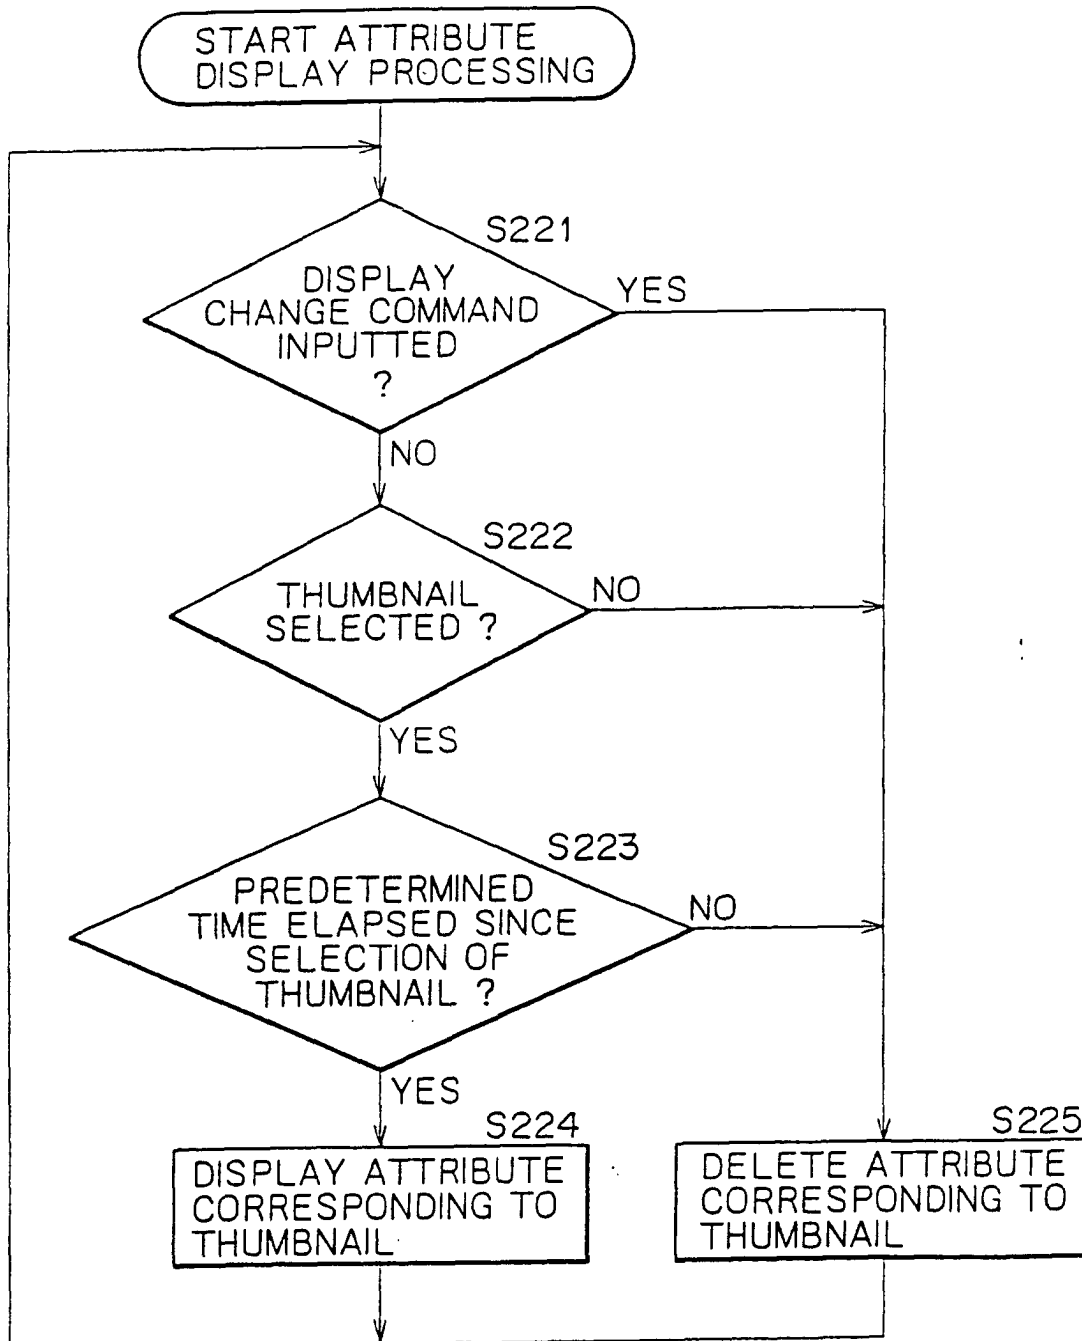 START ATTRIBUTE
DISPLAY PROCESSING
S221
DISPLAY
CHANGE COMMAND
INPUTTED
?
YES
NO
S222
THUMBNAIL
SELECTED ?
NO
YES
S223
PREDETERMINED
TIME ELAPSED SINCE
SELECTION OF
THUMBNAIL ?
NO
YES
S224
DISPLAY ATTRIBUTE
CORRESPONDING TO
THUMBNAIL
S225
DELETE ATTRIBUTE
CORRESPONDING TO
THUMBNAIL